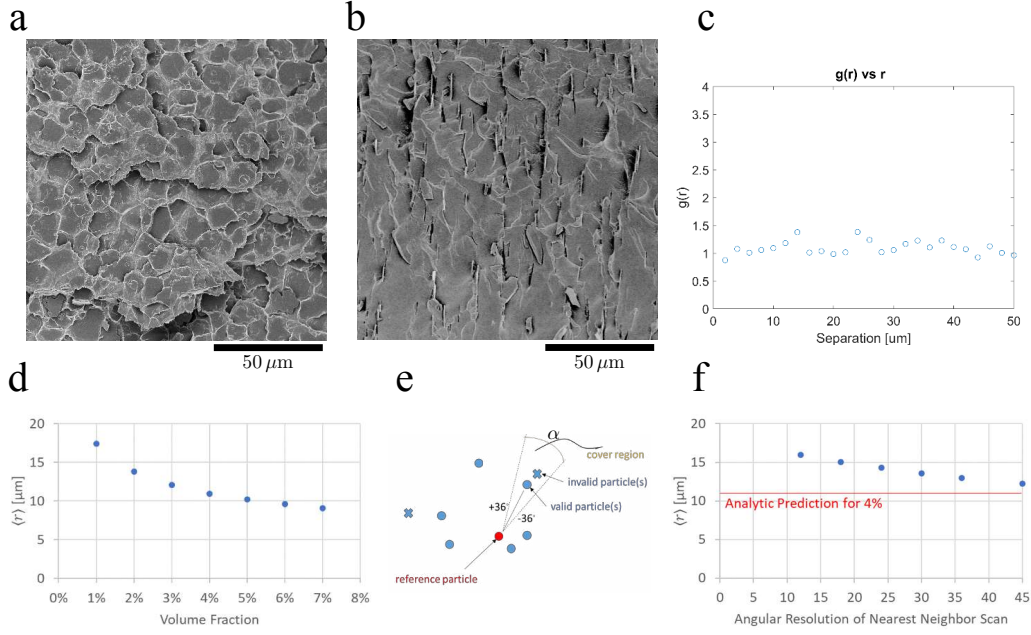 a
b
c
50 μm
50 μm
g(r) vs r
g(r)
4
3.5
3
2.5
2
1.5
1
0.5
0
0
10
20
30
40
50
Separation [um]
d
e
f
⟨r⟩ [μm]
20
15
10
5
0
0%
1%
2%
3%
4%
5%
6%
7%
8%
Volume Fraction
α
cover region
invalid particle(s)
valid particle(s)
+36°
-36°
reference particle
⟨r⟩ [μm]
20
15
10
5
0
Analytic Prediction for 4%
0
5
10
15
20
25
30
35
40
45
Angular Resolution of Nearest Neighbor Scan